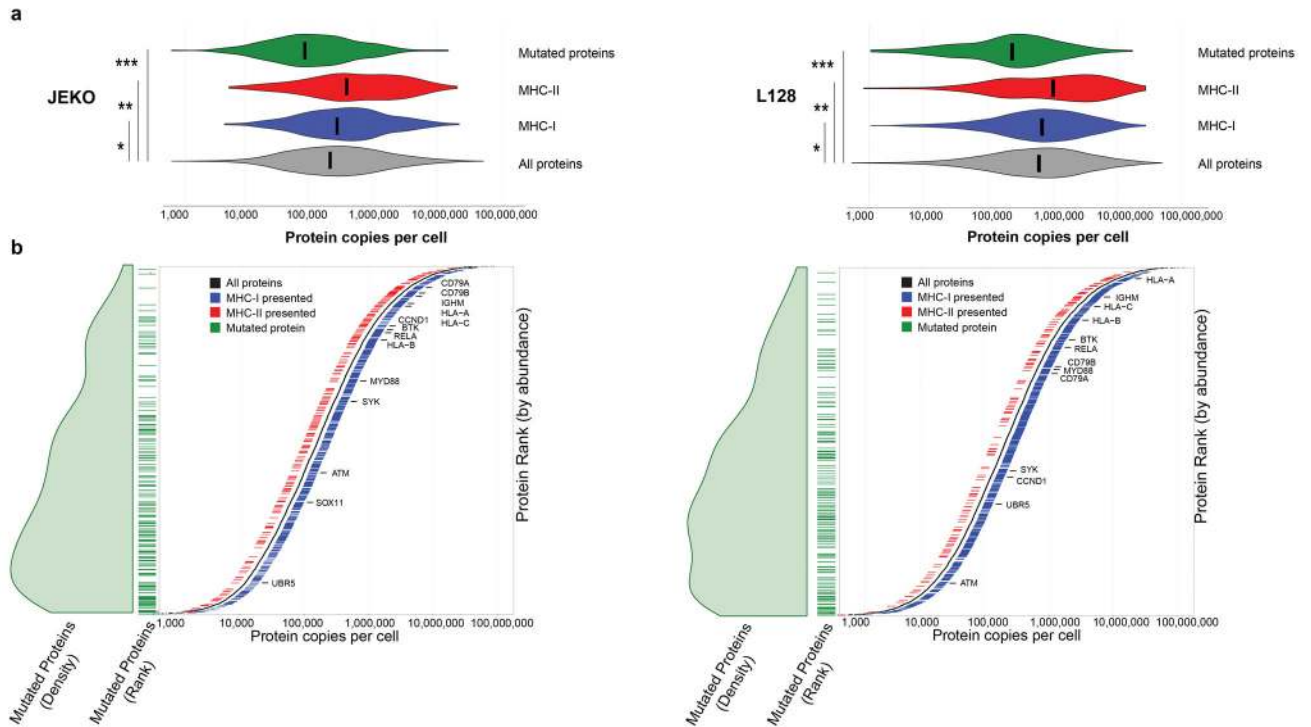 a
JEKO
***
**
*
Mutated proteins
MHC-II
MHC-I
All proteins
1,000 10,000 100,000 1,000,000 10,000,000 100,000,000
Protein copies per cell
L128
***
**
*
Mutated proteins
MHC-II
MHC-I
All proteins
1,000 10,000 100,000 1,000,000 10,000,000 100,000,000
Protein copies per cell
b
All proteins
MHC-I presented
MHC-II presented
Mutated protein
CD79A
CD79B
IGHM
HLA-A
HLA-C
CCND1
BTK
RELA
HLA-B
MYD88
SYK
ATM
SOX11
UBR5
Protein Rank (by abundance)
1,000 10,000 100,000 1,000,000 10,000,000 100,000,000
Protein copies per cell
Mutated Proteins
(Density)
Mutated Proteins
(Rank)
All proteins
MHC-I presented
MHC-II presented
Mutated protein
HLA-A
IGHM
HLA-C
HLA-B
BTK
RELA
CD79B
MYD88
CD79A
SYK
CCND1
UBR5
ATM
Protein Rank (by abundance)
1,000 10,000 100,000 1,000,000 10,000,000 100,000,000
Protein copies per cell
Mutated Proteins
(Density)
Mutated Proteins
(Rank)